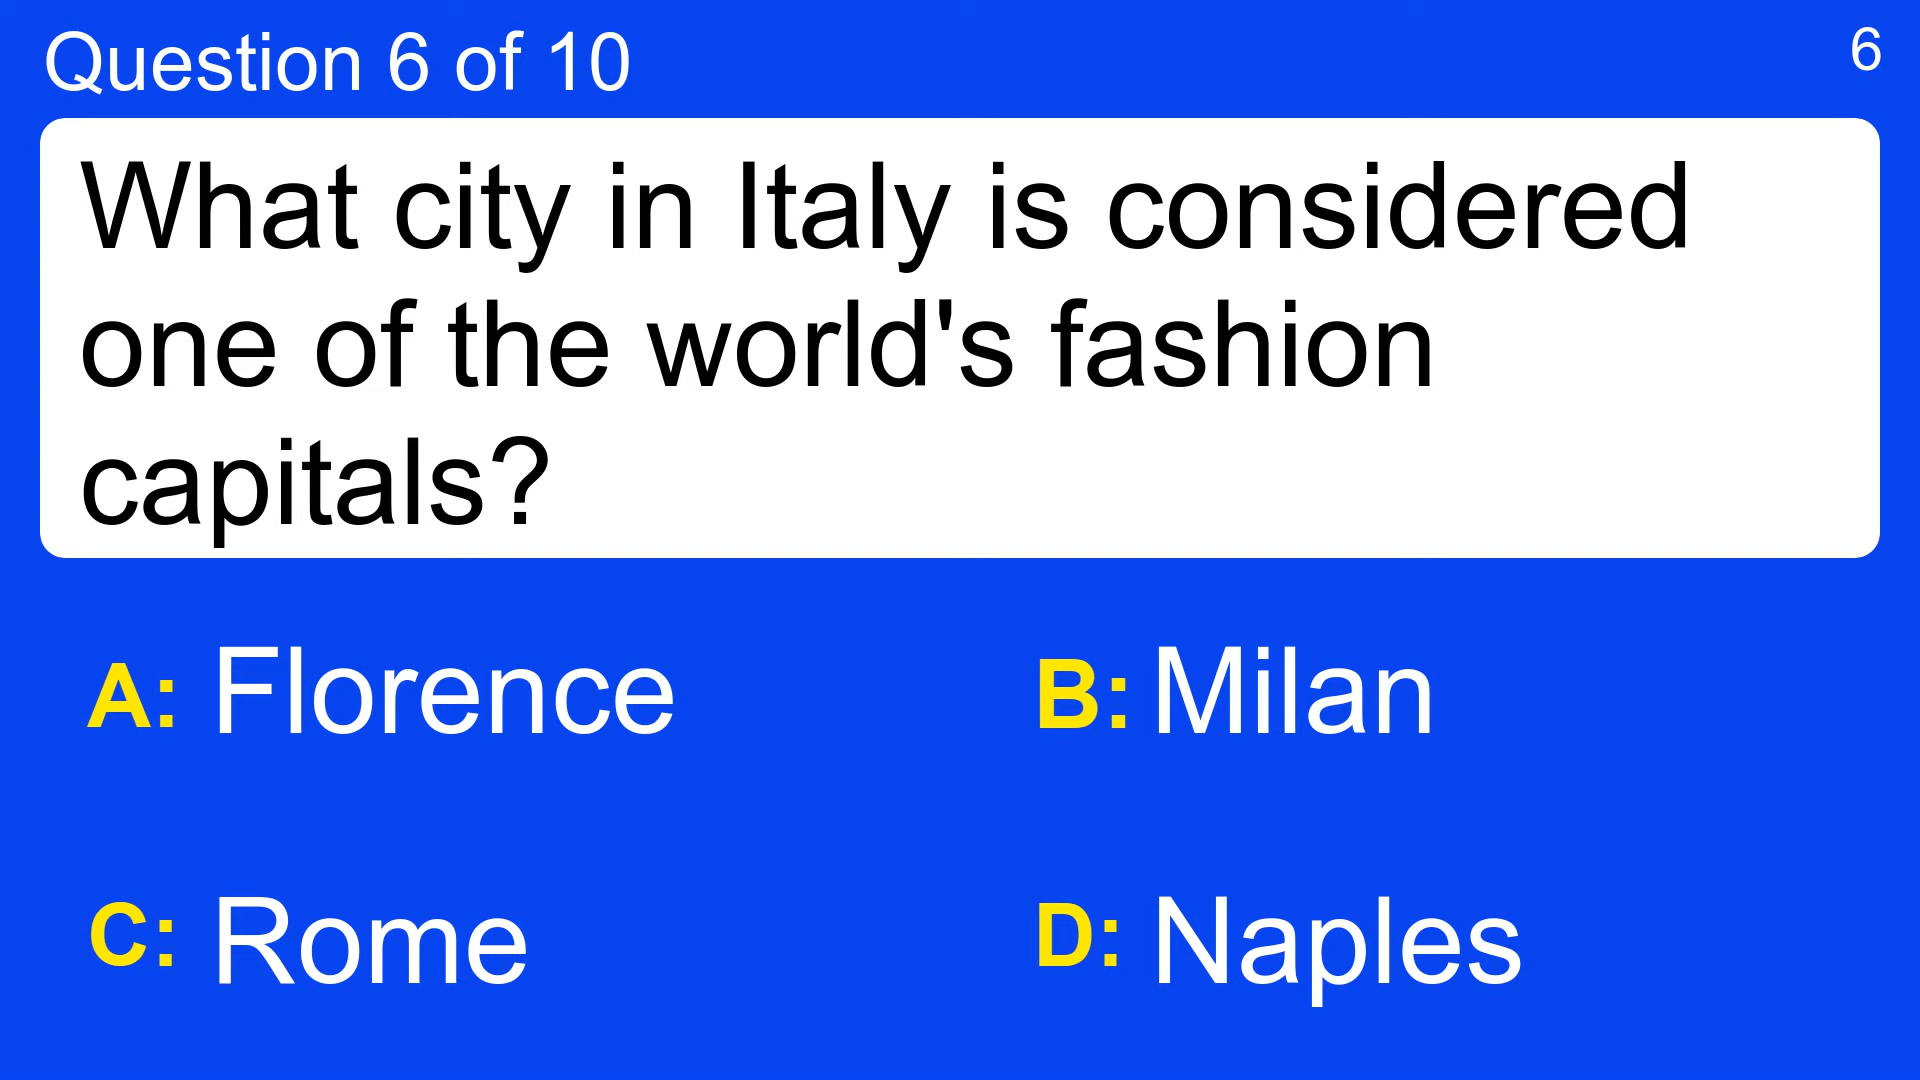 Question 6 of 10
6
What city in Italy is considered
one of the world's fashion
capitals?
A: Florence
B: Milan
C: Rome
D: Naples